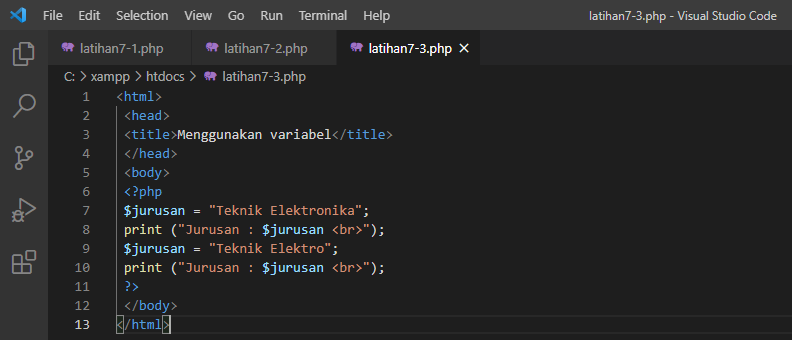 File Edit Selection View Go Run Terminal Help latihan7-3.php - Visual Studio Code
latihan7-1.php latihan7-2.php latihan7-3.php
C: > xampp > htdocs > latihan7-3.php
1 <html>
2 <head>
3 <title>Menggunakan variabel</title>
4 </head>
5 <body>
6 <?php
7 $jurusan = "Teknik Elektronika";
8 print ("Jurusan : $jurusan <br>");
9 $jurusan = "Teknik Elektro";
10 print ("Jurusan : $jurusan <br>");
11 ?>
12 </body>
13 </html>